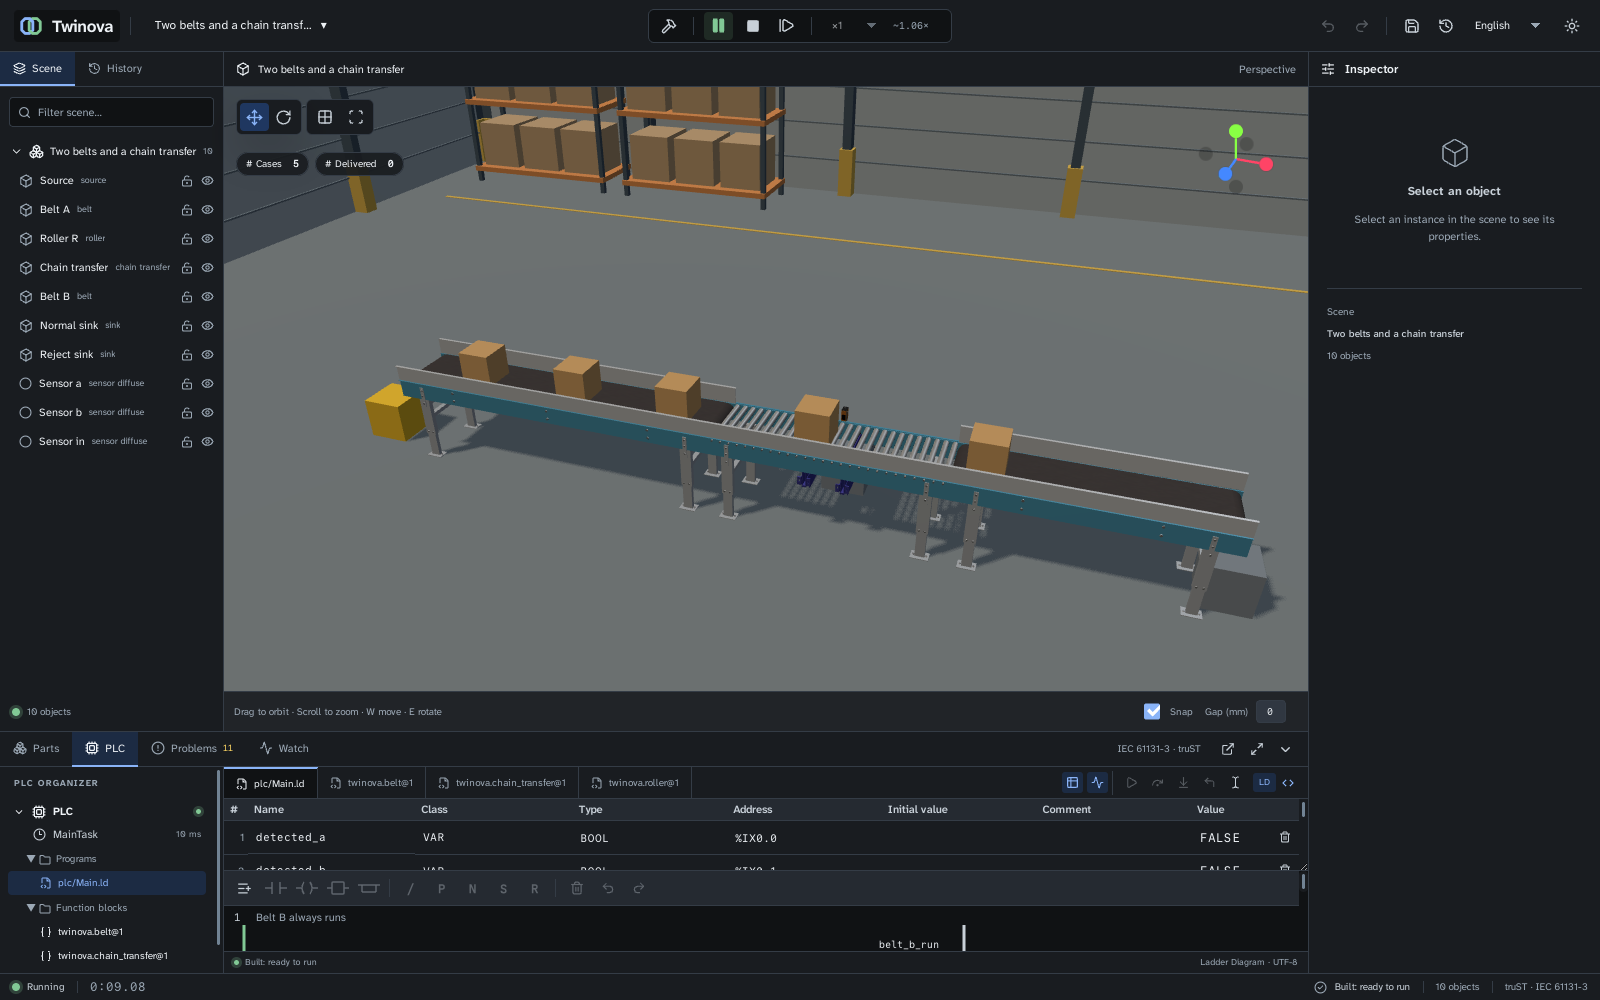 Twinova
Two belts and a chain transf... ▾
×1
~1.06×
English
Scene
History
Two belts and a chain transfer
Perspective
Inspector
Filter scene...
Two belts and a chain transfer 10
Source source
Belt A belt
Roller R roller
Chain transfer chain transfer
Belt B belt
Normal sink sink
Reject sink sink
Sensor a sensor diffuse
Sensor b sensor diffuse
Sensor in sensor diffuse
# Cases 5
# Delivered 0
Select an object
Select an instance in the scene to see its
properties.
Scene
Two belts and a chain transfer
10 objects
10 objects
Drag to orbit · Scroll to zoom · W move · E rotate
Snap
Gap (mm)
0
Parts
PLC
Problems 11
Watch
IEC 61131-3 · truST
PLC ORGANIZER
PLC
MainTask 10 ms
Programs
plc/Main.ld
Function blocks
{ } twinova.belt@1
{ } twinova.chain_transfer@1
plc/Main.ld
twinova.belt@1
twinova.chain_transfer@1
twinova.roller@1
LD
# Name Class Type Address Initial value Comment Value
1 detected_a VAR BOOL %IX0.0 FALSE
2 detected_b VAR BOOL %IX0.1 FALSE
/ P N S R
1 Belt B always runs
belt_b_run
Built: ready to run
Ladder Diagram · UTF-8
Running
0:09.08
Built: ready to run
10 objects
truST · IEC 61131-3